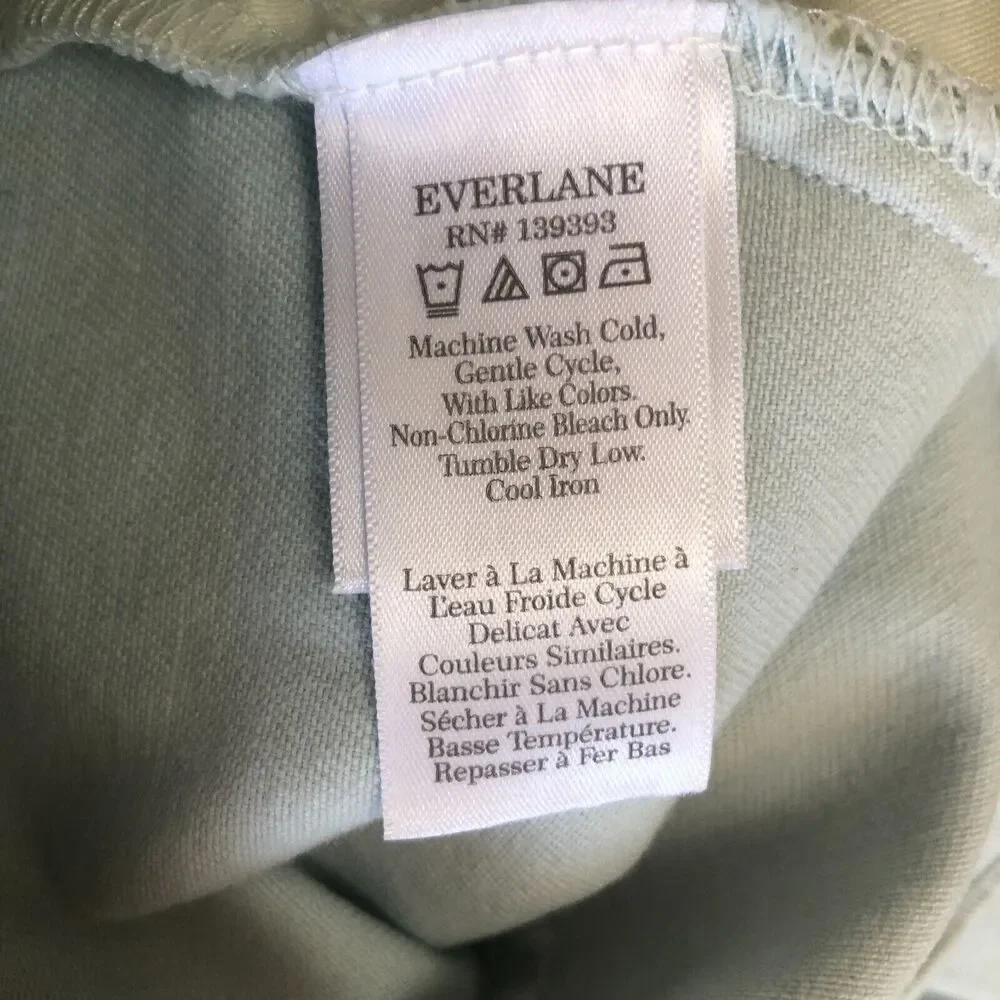 EVERLANE
RN# 139393
Machine Wash Cold,
Gentle Cycle,
With Like Colors.
Non-Chlorine Bleach Only.
Tumble Dry Low.
Cool Iron
Laver à La Machine à
L'eau Froide Cycle
Delicat Avec
Couleurs Similaires.
Blanchir Sans Chlore.
Sécher à La Machine
Basse Température.
Repasser à Fer Bas